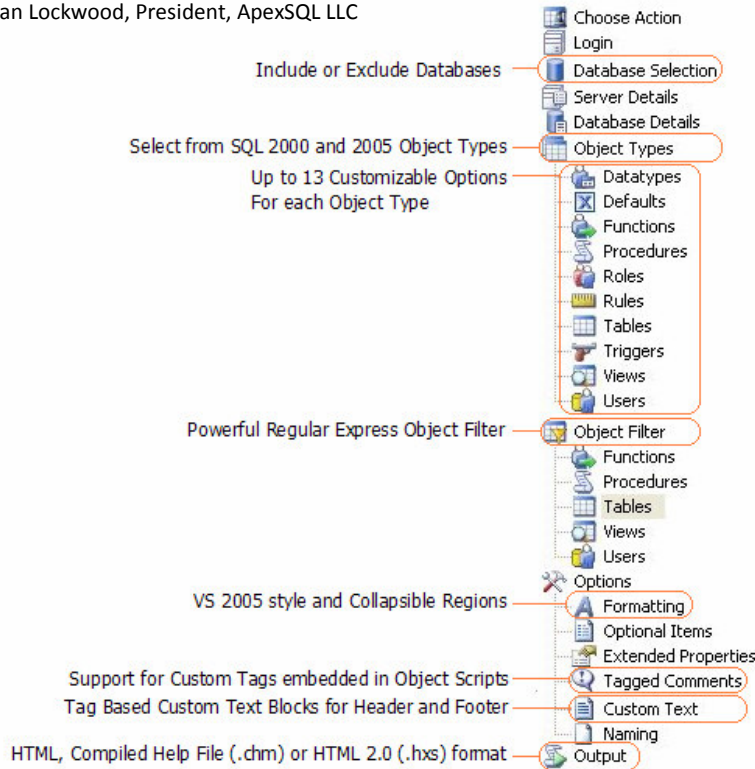 an Lockwood, President, ApexSQL LLC
Choose Action
Login
Include or Exclude Databases
Database Selection
Server Details
Database Details
Select from SQL 2000 and 2005 Object Types
Object Types
Up to 13 Customizable Options
For each Object Type
Datatypes
Defaults
Functions
Procedures
Roles
Rules
Tables
Triggers
Views
Users
Powerful Regular Express Object Filter
Object Filter
Functions
Procedures
Tables
Views
Users
Options
VS 2005 style and Collapsible Regions
Formatting
Optional Items
Extended Properties
Support for Custom Tags embedded in Object Scripts
Tagged Comments
Tag Based Custom Text Blocks for Header and Footer
Custom Text
Naming
HTML, Compiled Help File (.chm) or HTML 2.0 (.hxs) format
Output